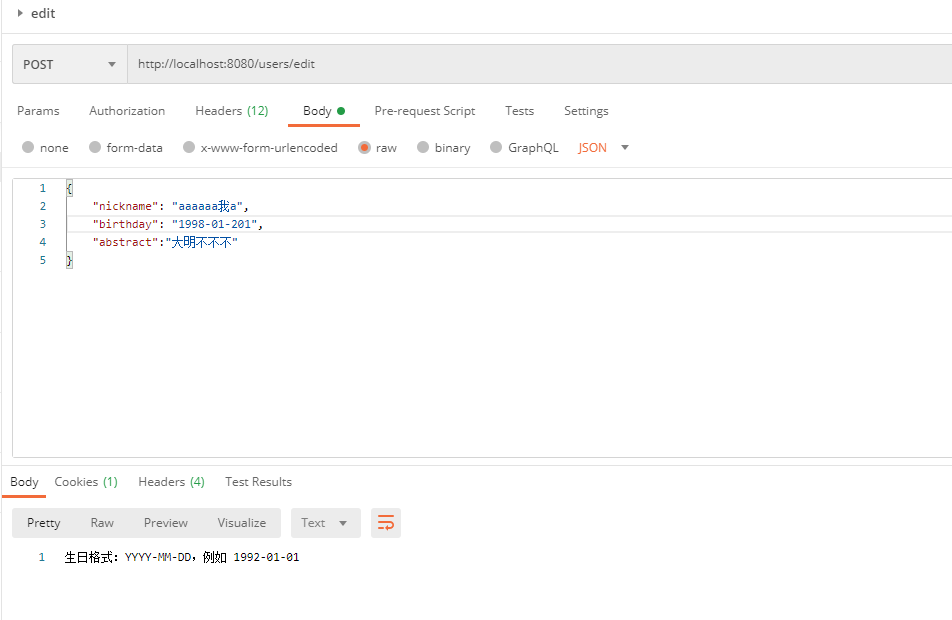 edit
POST http://localhost:8080/users/edit
Params Authorization Headers (12) Body Pre-request Script Tests Settings
none form-data x-www-form-urlencoded raw binary GraphQL JSON
1 {
2 "nickname": "aaaaaa我a",
3 "birthday": "1998-01-201",
4 "abstract":"大明不不不"
5 }
Body Cookies (1) Headers (4) Test Results
Pretty Raw Preview Visualize Text
1 生日格式：YYYY-MM-DD，例如 1992-01-01